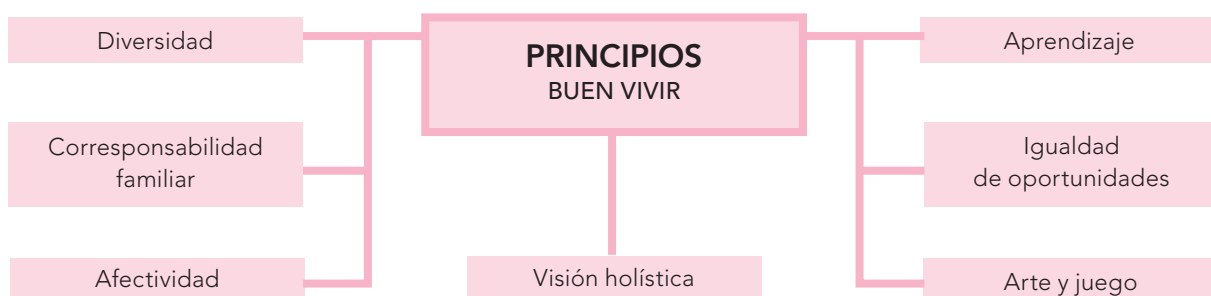 PRINCIPIOS
BUEN VIVIR
Diversidad
Corresponsabilidad
familiar
Afectividad
Visión holística
Aprendizaje
Igualdad
de oportunidades
Arte y juego